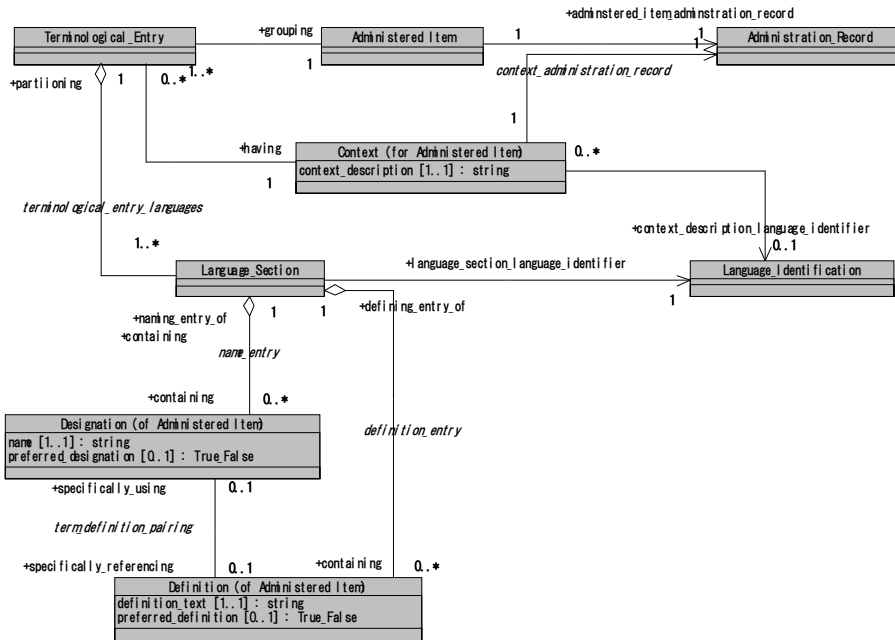 +adminstered_item_adminstration_record
Terminological_Entry
+grouping
Administered Item
1
1
Administration_Record
+partiioning
1
0..*
1..*
1
1
context_administration_record
1
+having
Context (for Administered Item)
0..*
context_description [1..1] : string
1
terminological_entry_languages
+context_description_language_identifier
1..*
0..1
Language_Section
+language_section_language_identifier
Language_Identification
+naming_entry_of
1
1
+defining_entry_of
1
+containing
name_entry
+containing
0..*
Designation (of Administered Item)
definition_entry
name [1..1] : string
preferred_designation [0..1] : True_False
+specifically_using
0..1
term_definition_pairing
+specifically_referencing
0..1
+containing
0..*
Definition (of Administered Item)
definition_text [1..1] : string
preferred_definition [0..1] : True_False